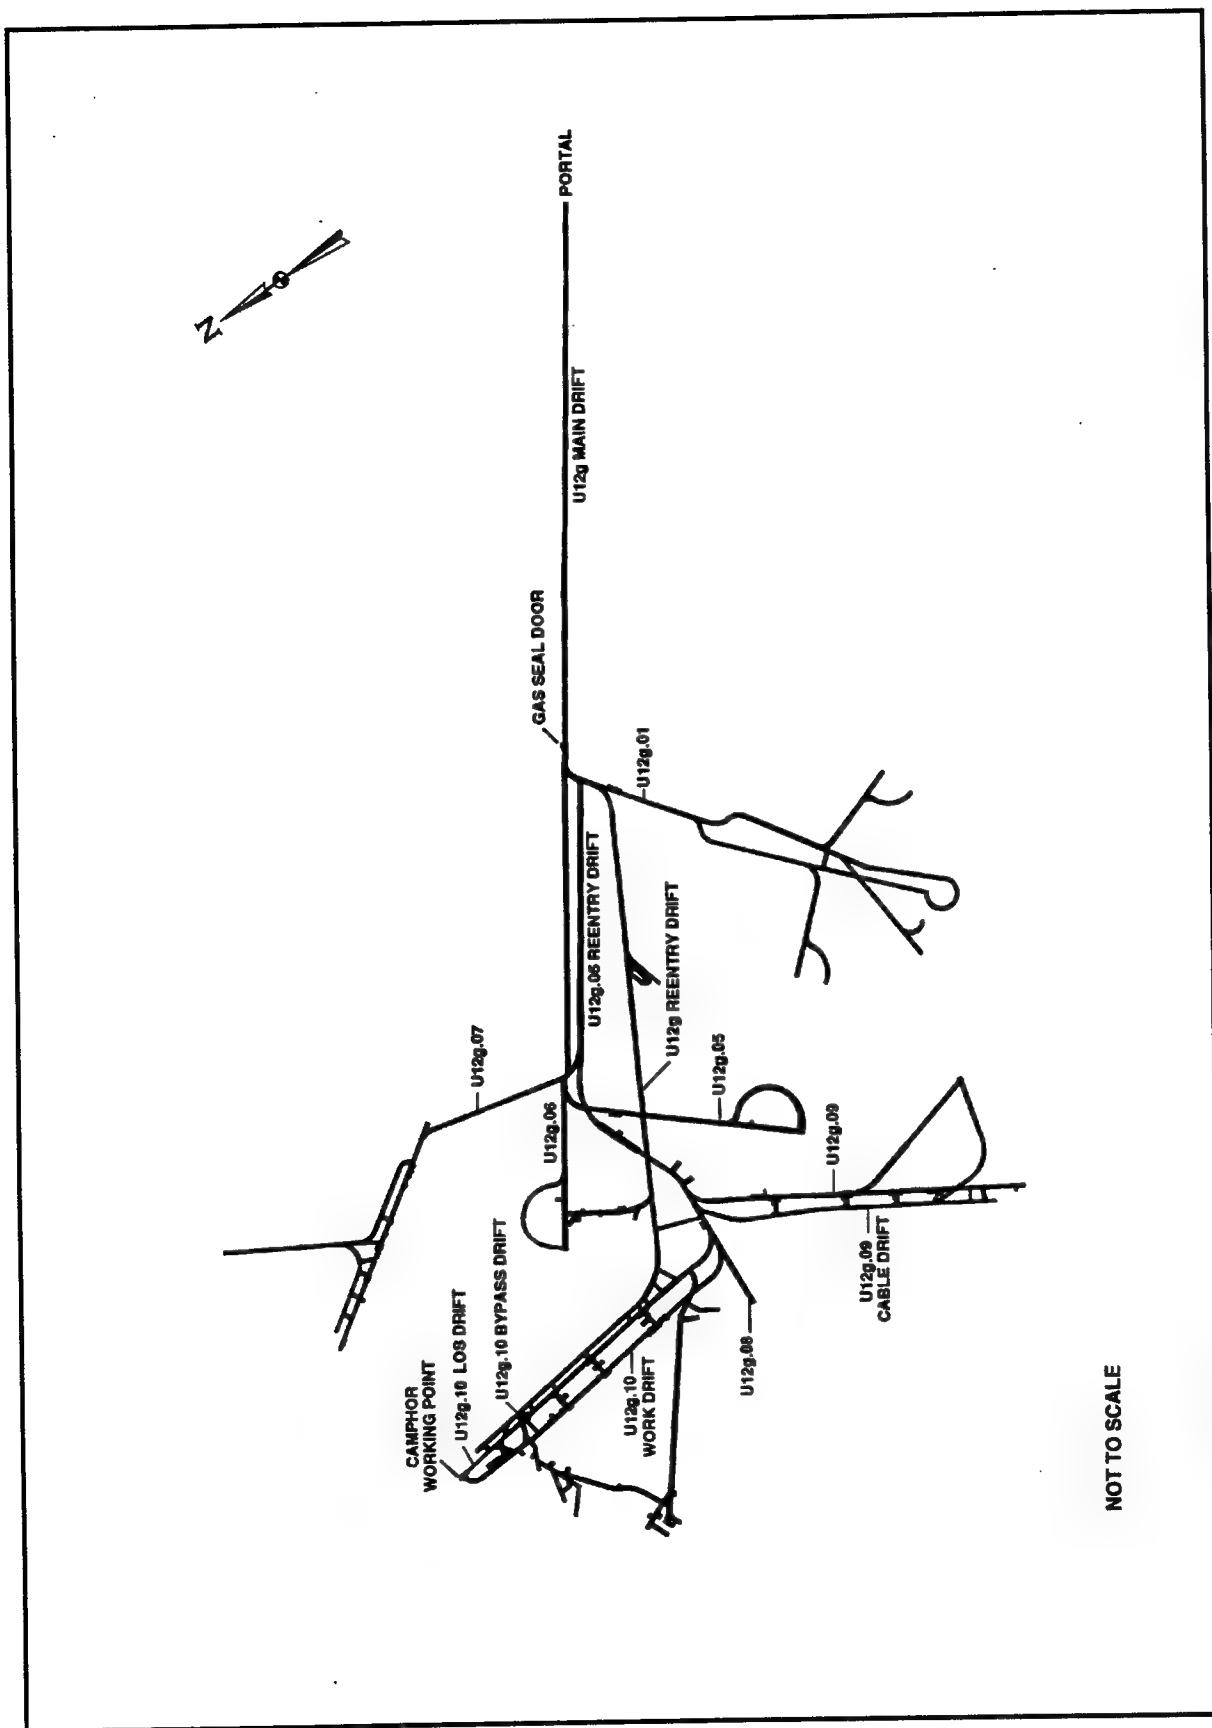 N
CAMPHOR
WORKING POINT
U12g.10 LOS DRIFT
U12g.07
U12g.10 BYPASS DRIFT
GAS SEAL DOOR
U12g.06
PORTAL
U12g MAIN DRIFT
U12g.06 REENTRY DRIFT
U12g.10
WORK DRIFT
U12g.01
U12g REENTRY DRIFT
U12g.05
U12g.08
U12g.09
U12g.09
CABLE DRIFT
NOT TO SCALE